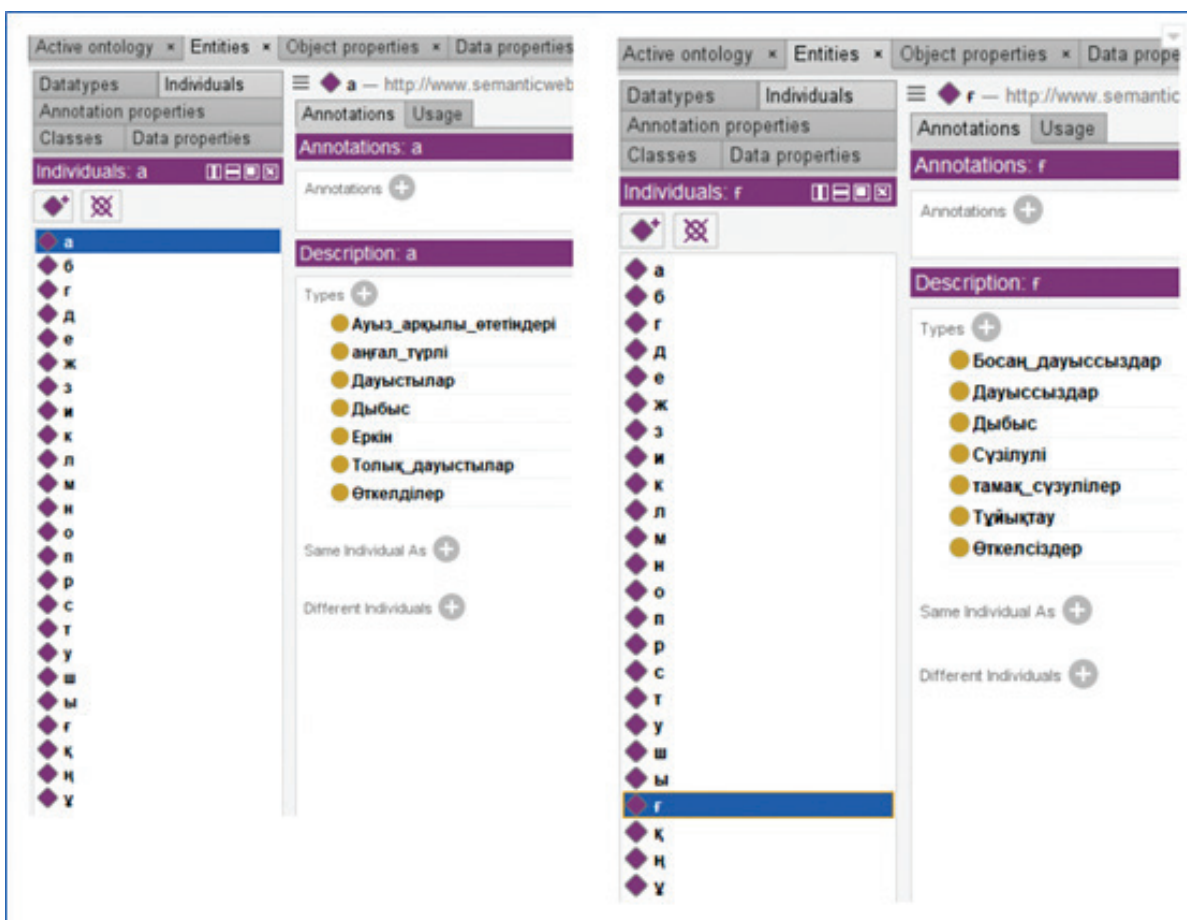 Active ontology × Entities × Object properties × Data properties
Datatypes Individuals
Annotation properties
Classes Data properties
Individuals: а
а
б
г
д
е
ж
з
и
к
л
м
н
о
п
р
с
т
у
ш
ы
ғ
қ
ң
ұ
а — http://www.semanticweb
Annotations Usage
Annotations: а
Annotations
Description: а
Types
Ауыз_арқылы_өтетіндері
аңғал_түрлі
Дауыстылар
Дыбыс
Еркін
Толық_дауыстылар
Өткелділер
Same Individual As
Different Individuals
Active ontology × Entities × Object properties × Data prope
Datatypes Individuals
Annotation properties
Classes Data properties
Individuals: ғ
а
б
г
д
е
ж
з
и
к
л
м
н
о
п
р
с
т
у
ш
ы
ғ
қ
ң
ұ
ғ — http://www.semantic
Annotations Usage
Annotations: ғ
Annotations
Description: ғ
Types
Босаң_дауыссыздар
Дауыссыздар
Дыбыс
Сүзілулі
тамақ_сүзулілер
Тұйықтау
Өткелсіздер
Same Individual As
Different Individuals